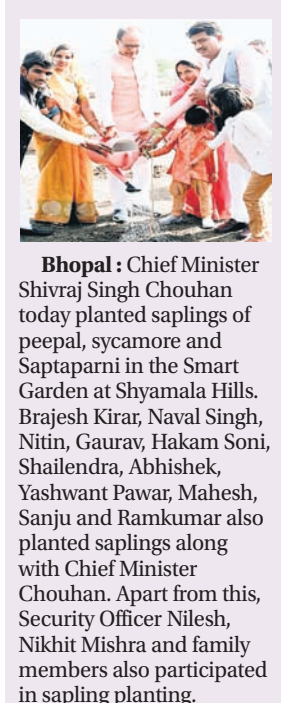 Bhopal : Chief Minister
Shivraj Singh Chouhan
today planted saplings of
peepal, sycamore and
Saptaparni in the Smart
Garden at Shyamala Hills.
Brajesh Kirar, Naval Singh,
Nitin, Gaurav, Hakam Soni,
Shailendra, Abhishek,
Yashwant Pawar, Mahesh,
Sanju and Ramkumar also
planted saplings along
with Chief Minister
Chouhan. Apart from this,
Security Officer Nilesh,
Nikhit Mishra and family
members also participated
in sapling planting.